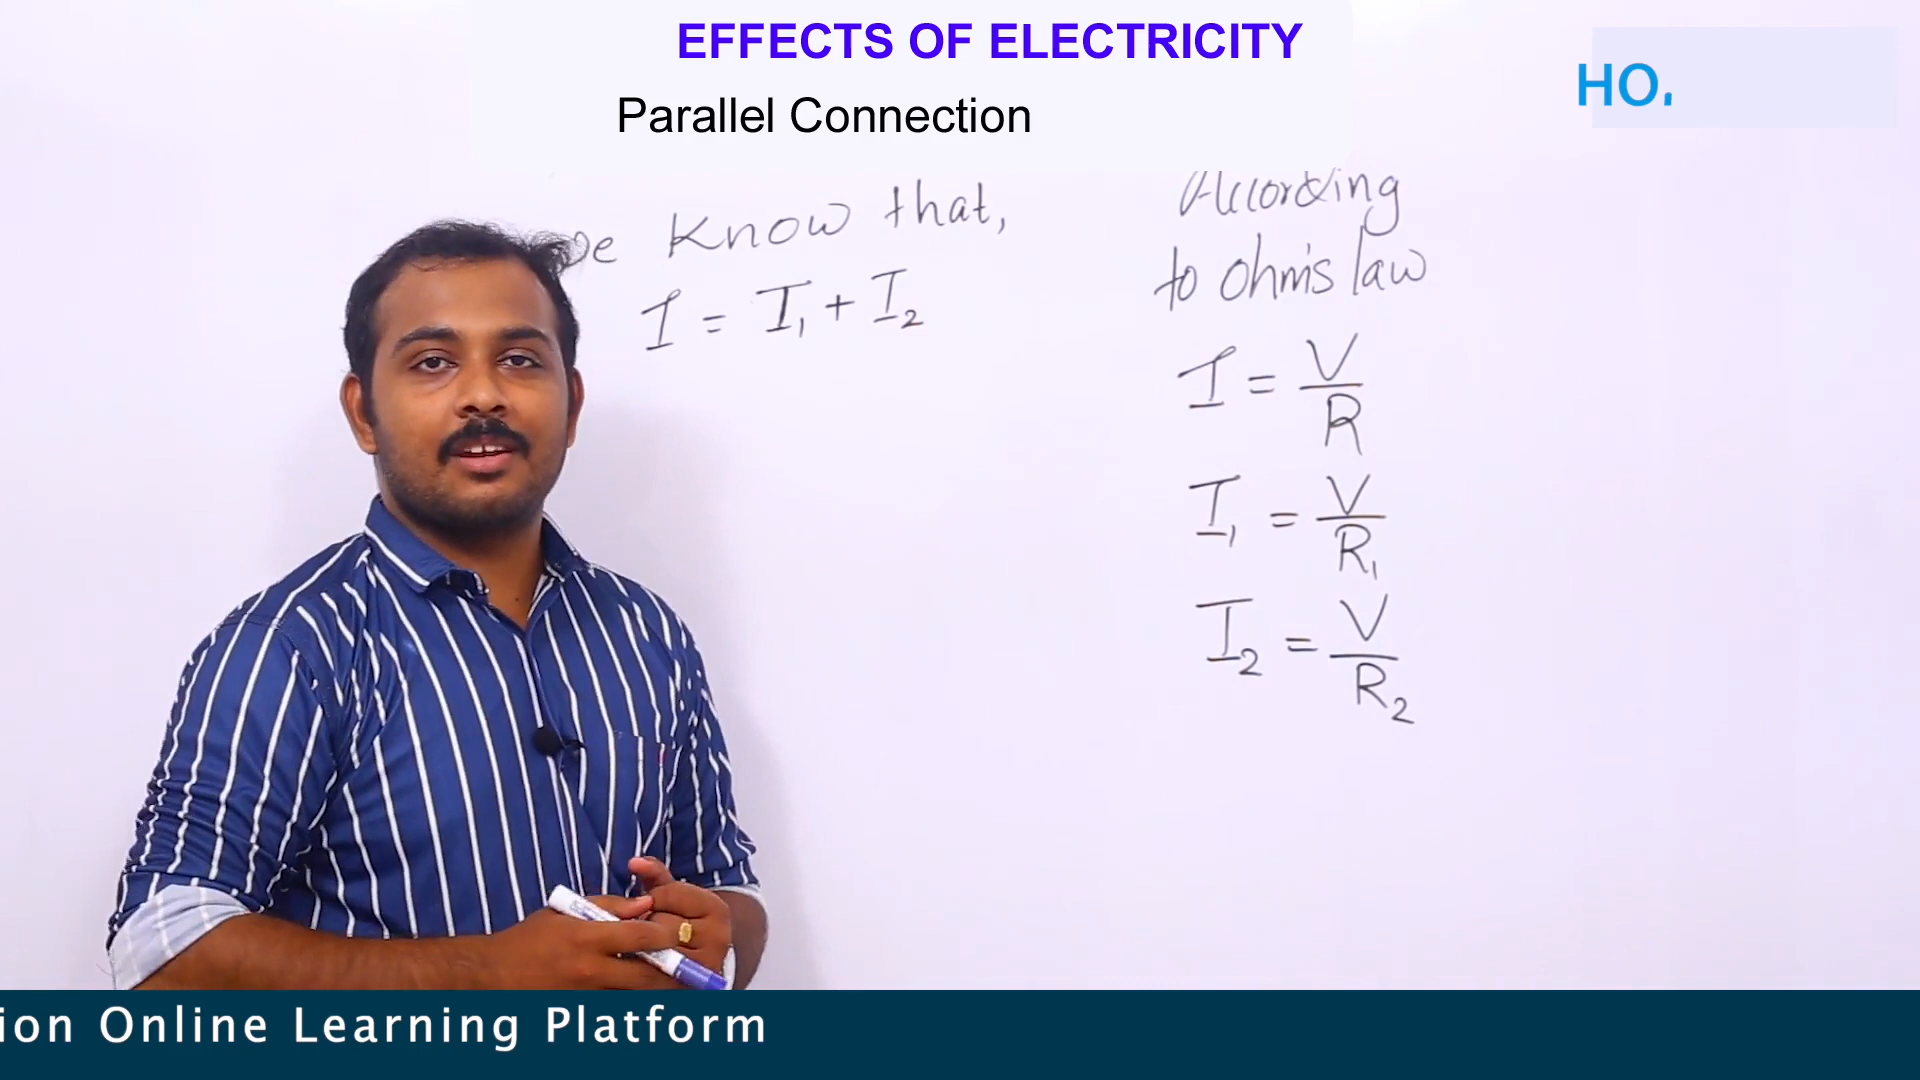 EFFECTS OF ELECTRICITY
Parallel Connection
HO
we know that,
I = I₁ + I₂
According
to ohm's law
I = V/R
I₁ = V/R₁
I₂ = V/R₂
ion Online Learning Platform